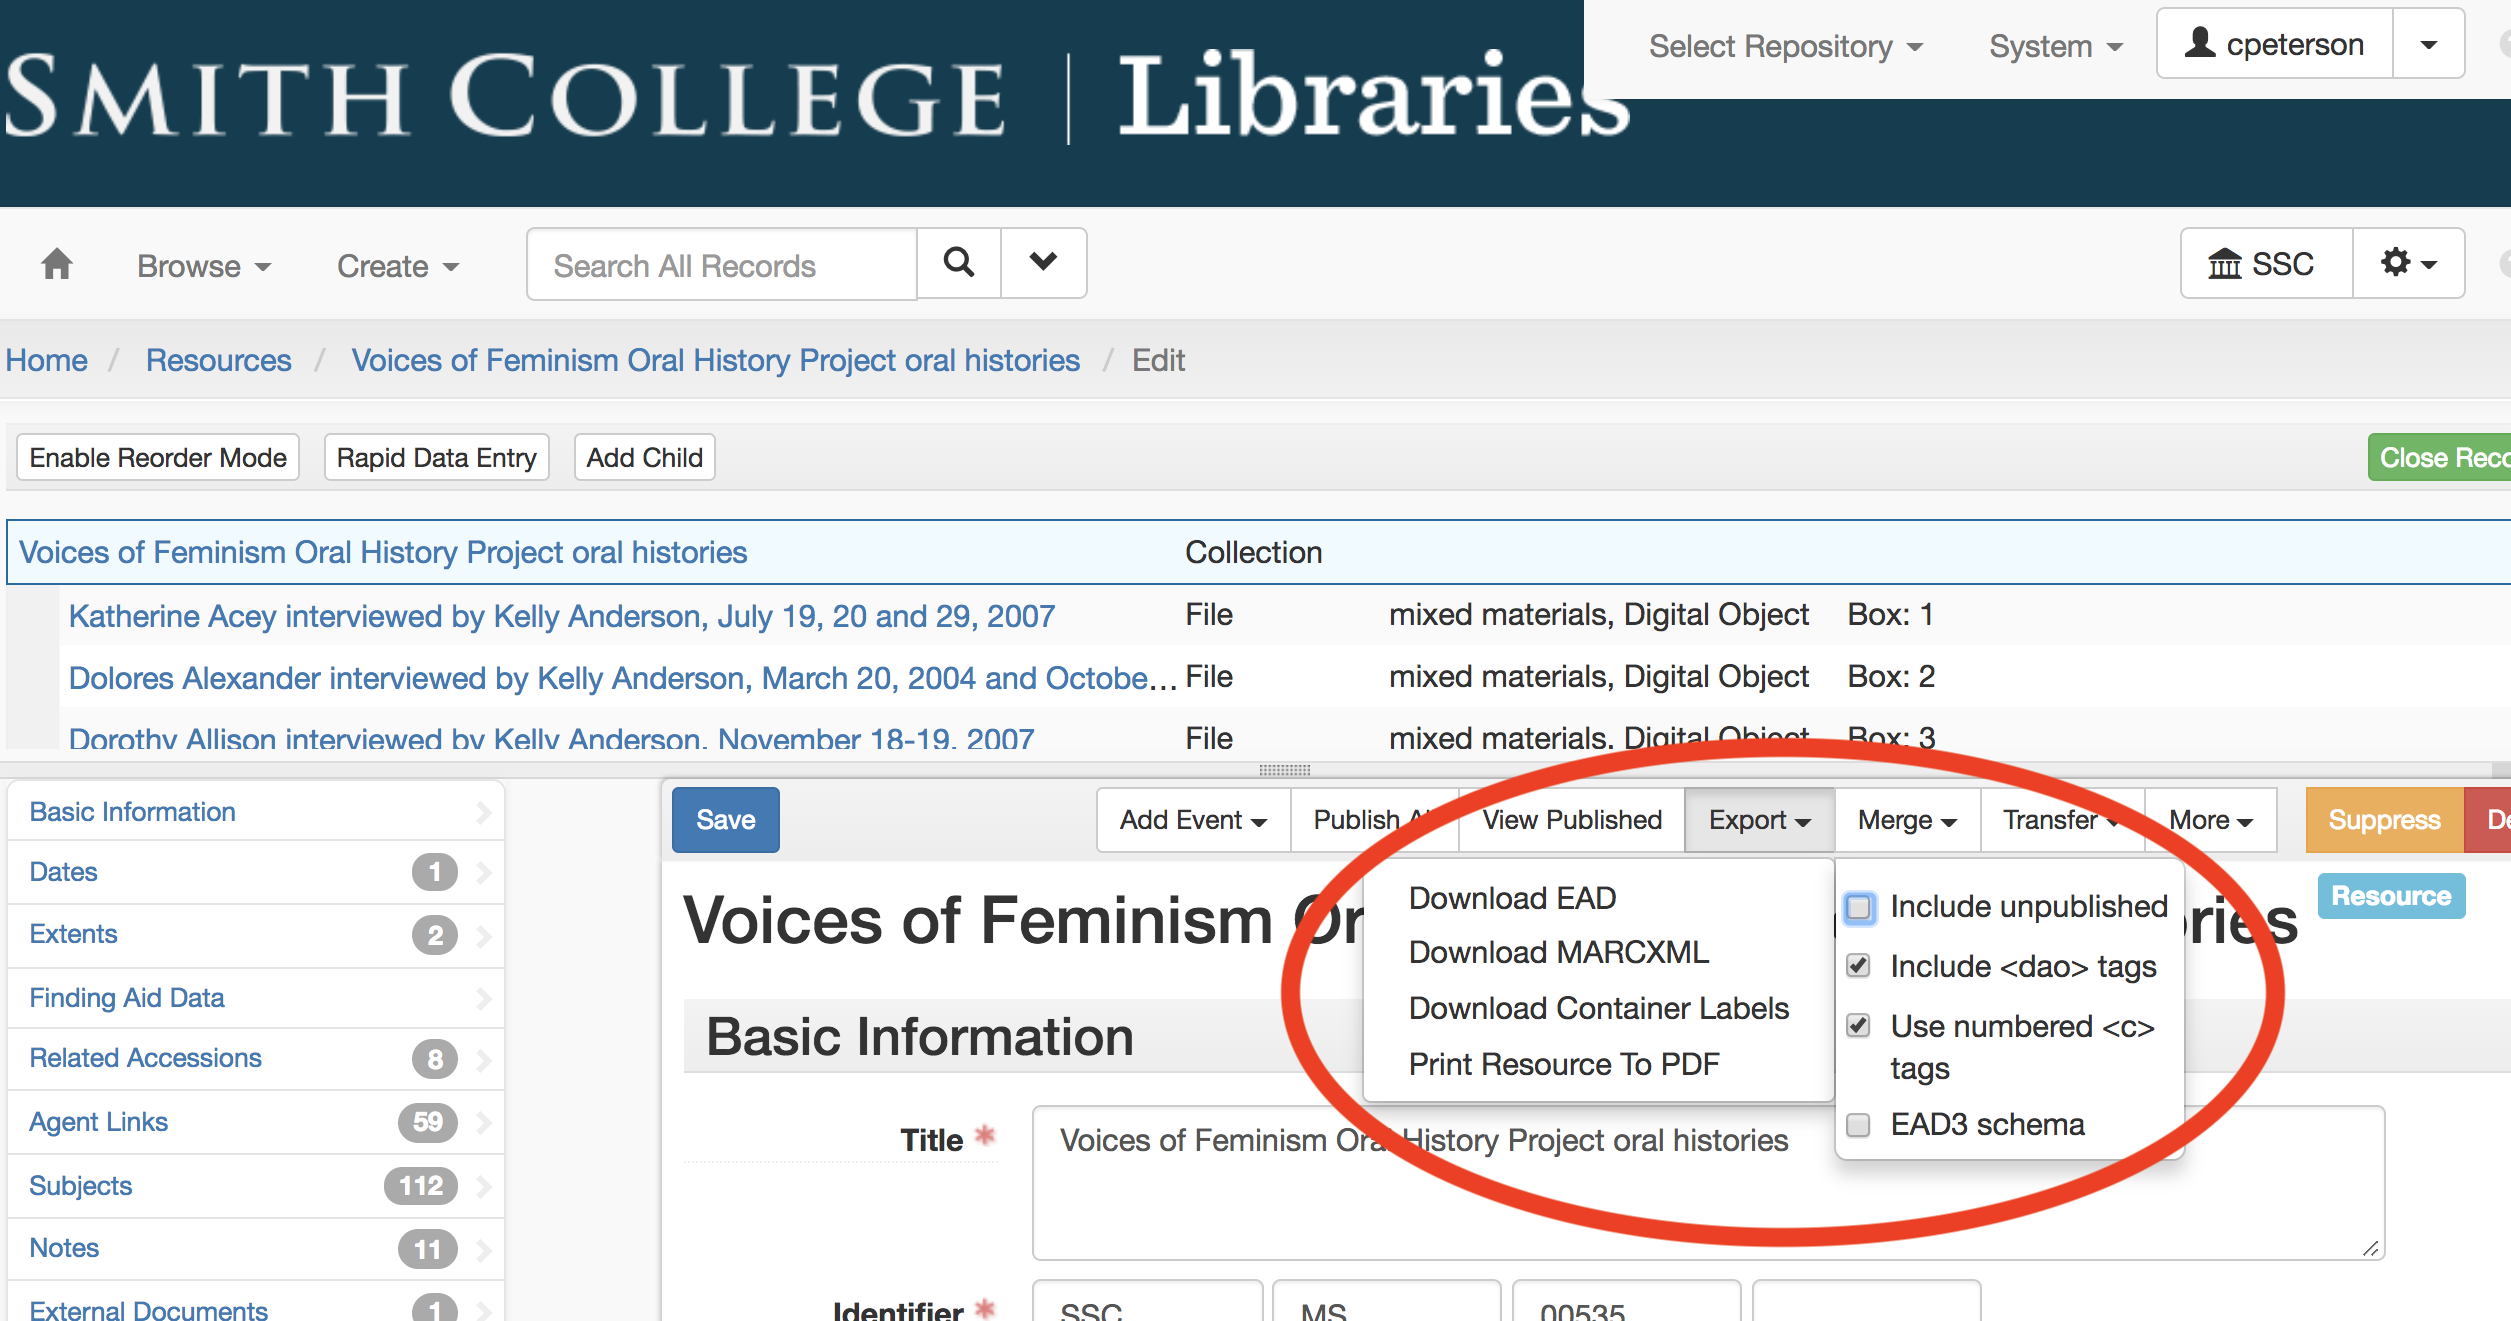 SMITH COLLEGE | Libraries
Select Repository
System
cpeterson
Browse
Create
Search All Records
SSC
Home / Resources / Voices of Feminism Oral History Project oral histories / Edit
Enable Reorder Mode
Rapid Data Entry
Add Child
Close
Voices of Feminism Oral History Project oral histories Collection
Katherine Acey interviewed by Kelly Anderson, July 19, 20 and 29, 2007 File mixed materials, Digital Object Box: 1
Dolores Alexander interviewed by Kelly Anderson, March 20, 2004 and Octobe... File mixed materials, Digital Object Box: 2
Dorothy Allison interviewed by Kelly Anderson, November 18-19, 2007 File mixed materials, Digital Object Box: 3
Basic Information
Dates 1
Extents 2
Finding Aid Data
Related Accessions 8
Agent Links 59
Subjects 112
Notes 11
External Documents 1
Save
Add Event
Publish
View Published
Export
Merge
Transfer
More
Suppress
Download EAD
Download MARCXML
Download Container Labels
Print Resource To PDF
Include unpublished
Include <dao> tags
Use numbered <c>
tags
EAD3 schema
Resource
Voices of Feminism
Basic Information
Title *
Voices of Feminism Oral History Project oral histories
Identifier *
SSC
MS
00535